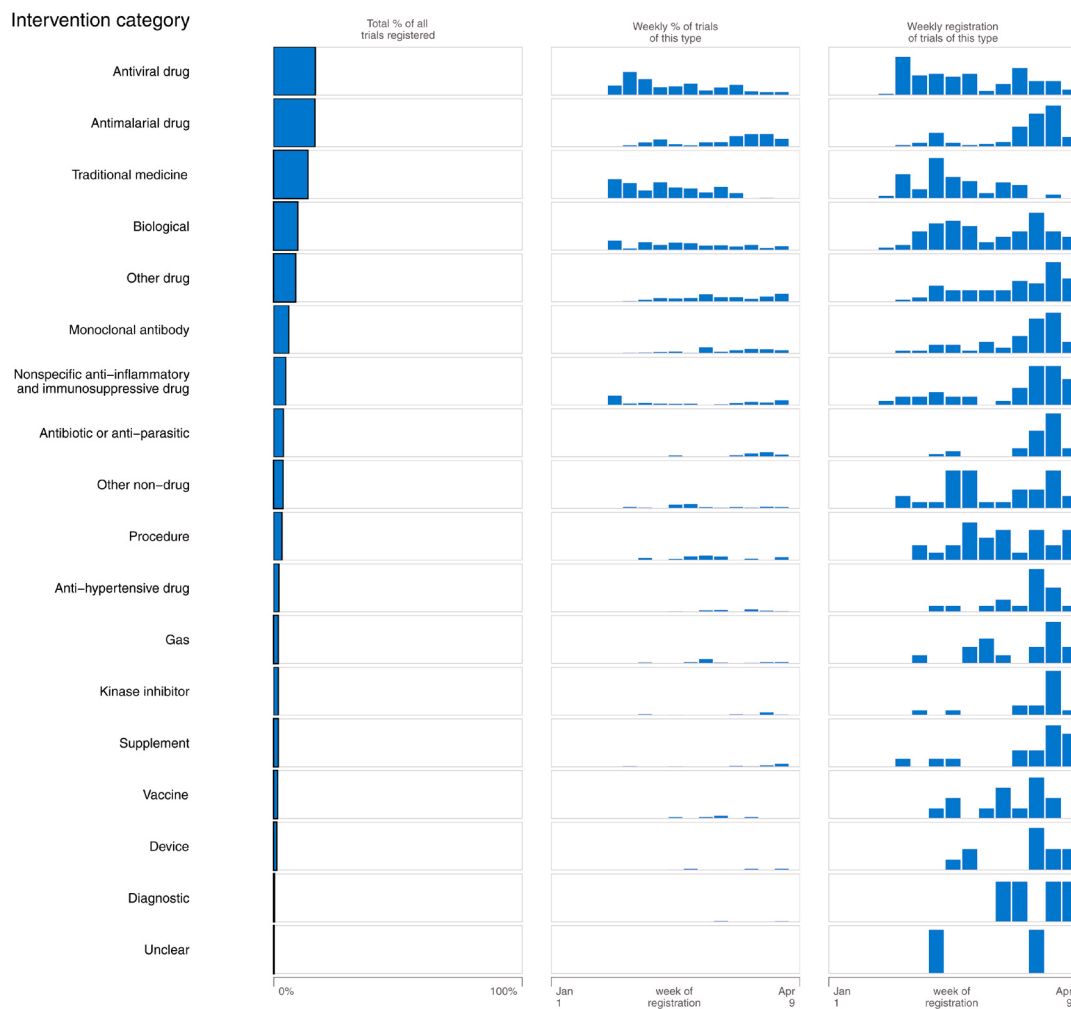 Intervention category
Total % of all
trials registered
Weekly % of trials
of this type
Weekly registration
of trials of this type
Antiviral drug
Antimalarial drug
Traditional medicine
Biological
Other drug
Monoclonal antibody
Nonspecific anti−inflammatory
and immunosuppressive drug
Antibiotic or anti−parasitic
Other non−drug
Procedure
Anti−hypertensive drug
Gas
Kinase inhibitor
Supplement
Vaccine
Device
Diagnostic
Unclear
0% 100%
Jan
1
week of
registration
Apr
9
Jan
1
week of
registration
Apr
9